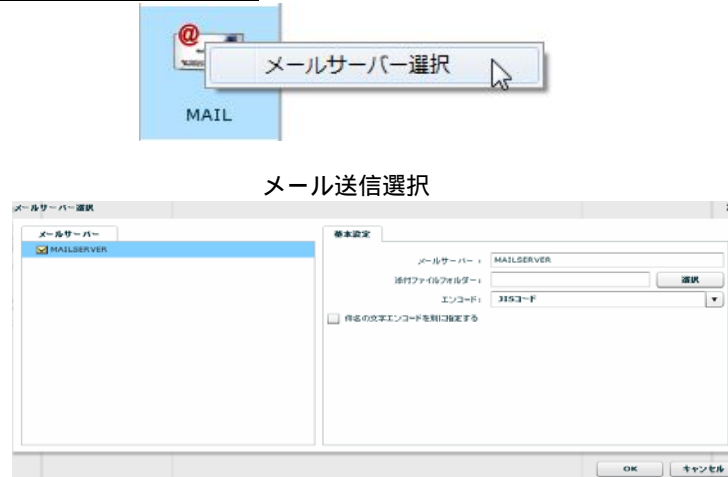 メールサーバー選択
MAIL
メール送信選択
メールサーバー選択
メールサーバー
MAILSERVER
基本設定
メールサーバー： MAILSERVER
添付ファイルフォルダー： 選択
エンコード： JISコード
件名の文字エンコードを別に指定する
OK キャンセル